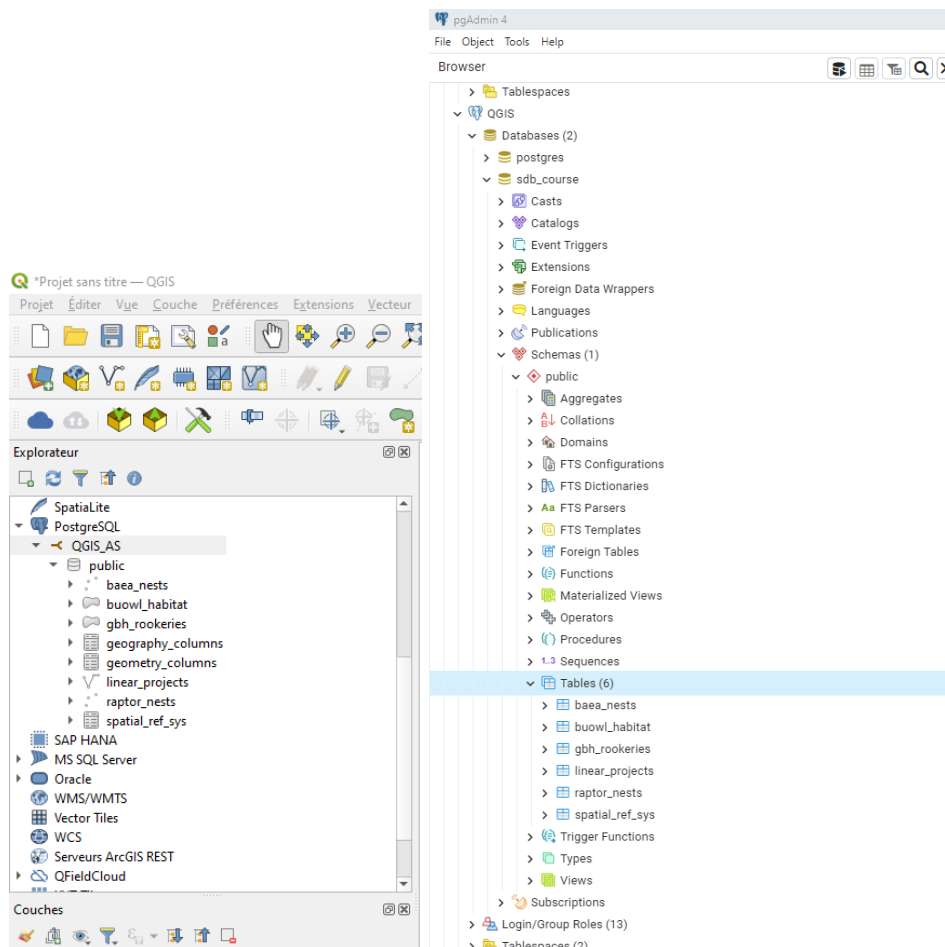 *Projet sans titre — QGIS
Projet Éditer Vue Couche Préférences Extensions Vecteur
Explorateur
SpatiaLite
PostgreSQL
QGIS_AS
public
baea_nests
buowl_habitat
gbh_rookeries
geography_columns
geometry_columns
linear_projects
raptor_nests
spatial_ref_sys
SAP HANA
MS SQL Server
Oracle
WMS/WMTS
Vector Tiles
WCS
Serveurs ArcGIS REST
QFieldCloud
Couches
pgAdmin 4
File Object Tools Help
Browser
Tablespaces
QGIS
Databases (2)
postgres
sdb_course
Casts
Catalogs
Event Triggers
Extensions
Foreign Data Wrappers
Languages
Publications
Schemas (1)
public
Aggregates
Collations
Domains
FTS Configurations
FTS Dictionaries
Aa FTS Parsers
FTS Templates
Foreign Tables
Functions
Materialized Views
Operators
Procedures
1..3 Sequences
Tables (6)
baea_nests
buowl_habitat
gbh_rookeries
linear_projects
raptor_nests
spatial_ref_sys
Trigger Functions
Types
Views
Subscriptions
Login/Group Roles (13)
Tablespaces (2)